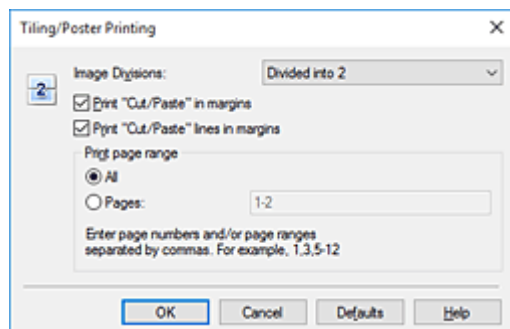 Tiling/Poster Printing
Image Divisions: Divided into 2
2
Print "Cut/Paste" in margins
Print "Cut/Paste" lines in margins
Print page range
All
Pages: 1-2
Enter page numbers and/or page ranges
separated by commas. For example, 1,3,5-12
OK Cancel Defaults Help